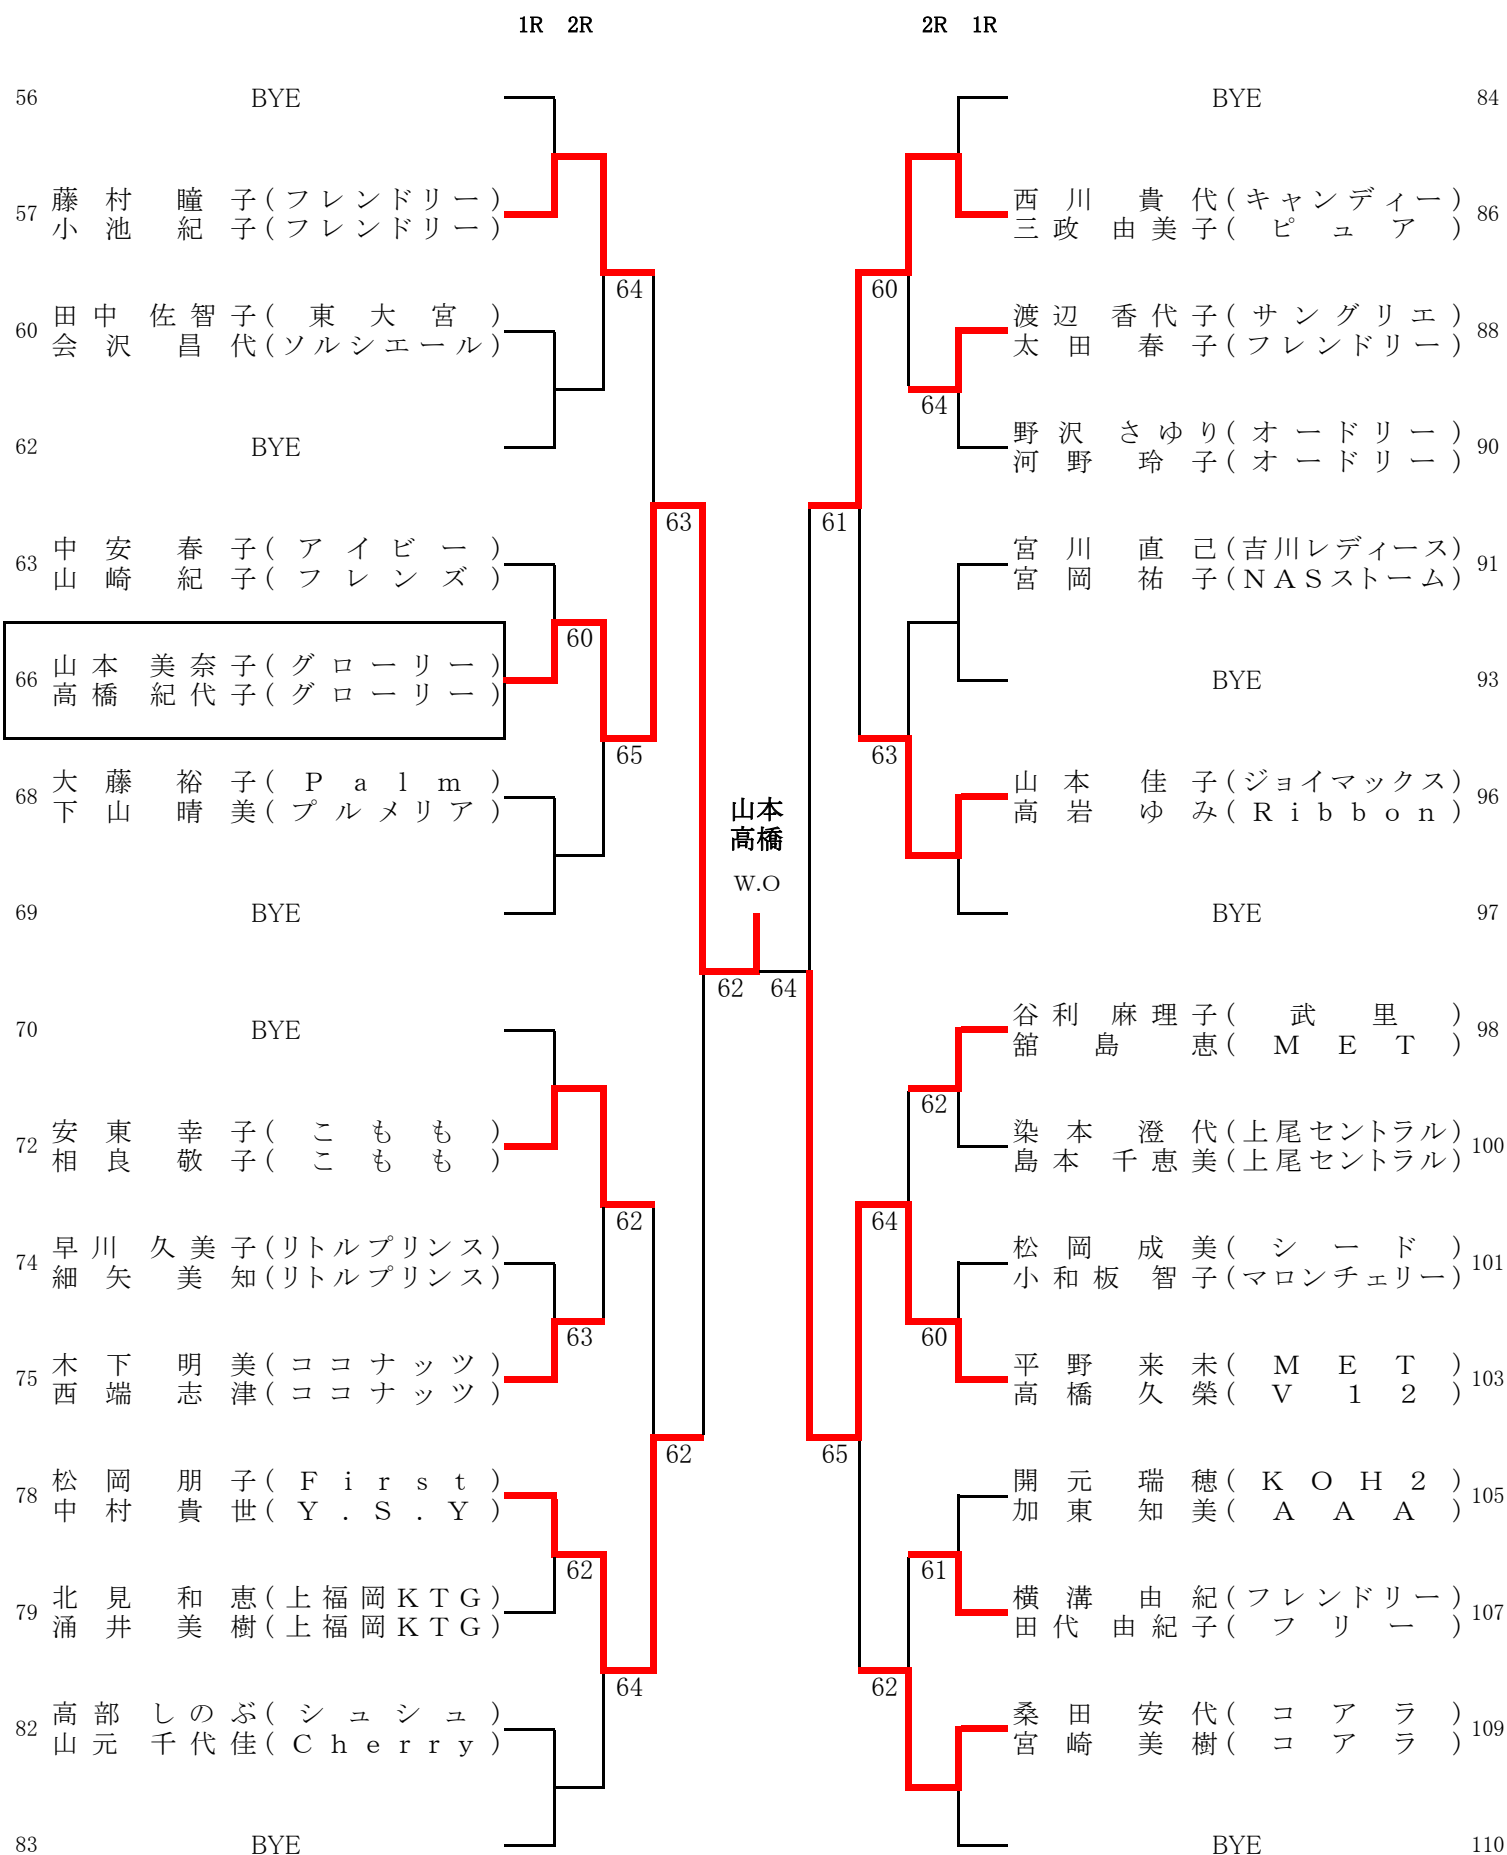 1R 2R
2R 1R
56 BYE
57 藤村 瞳子(フレンドリー)
小池 紀子(フレンドリー)
64
60 田中 佐智子(東大宮)
会沢 昌代(ソルシエール)
62 BYE
63
63 中安 春子(アイビー)
山崎 紀子(フレンズ)
60
66 山本 美奈子(グローリー)
高橋 紀代子(グローリー)
65
68 大藤 裕子(Palm)
下山 晴美(プルメリア)
69 BYE
山本
高橋
W.O
62 64
70 BYE
72 安東 幸子(こもも)
相良 敬子(こもも)
62
74 早川 久美子(リトルプリンス)
細矢 美知(リトルプリンス)
63
75 木下 明美(ココナッツ)
西端 志津(ココナッツ)
62
78 松岡 朋子(First)
中村 貴世(Y.S.Y)
62
79 北見 和恵(上福岡KTG)
涌井 美樹(上福岡KTG)
64
82 高部 しのぶ(シュシュ)
山元 千代佳(Cherry)
83 BYE
BYE 84
西川 貴代(キャンディー) 86
三政 由美子(ピュア)
60
渡辺 香代子(サングリエ) 88
太田 春子(フレンドリー)
64
野沢 さゆり(オードリー) 90
河野 玲子(オードリー)
61
宮川 直己(吉川レディース) 91
宮岡 祐子(NASストーム)
BYE 93
63
山本 佳子(ジョイマックス) 96
高岩 ゆみ(Ribbon)
BYE 97
谷利 麻理子(武里) 98
舘島 恵(MET)
62
染本 澄代(上尾セントラル) 100
島本 千恵美(上尾セントラル)
64
松岡 成美(シード) 101
小和板 智子(マロンチェリー)
60
平野 来未(MET) 103
高橋 久榮(V12)
65
開元 瑞穂(KOH2) 105
加東 知美(AAA)
61
横溝 由紀(フレンドリー) 107
田代 由紀子(フリー)
62
桑田 安代(コアラ) 109
宮崎 美樹(コアラ)
BYE 110